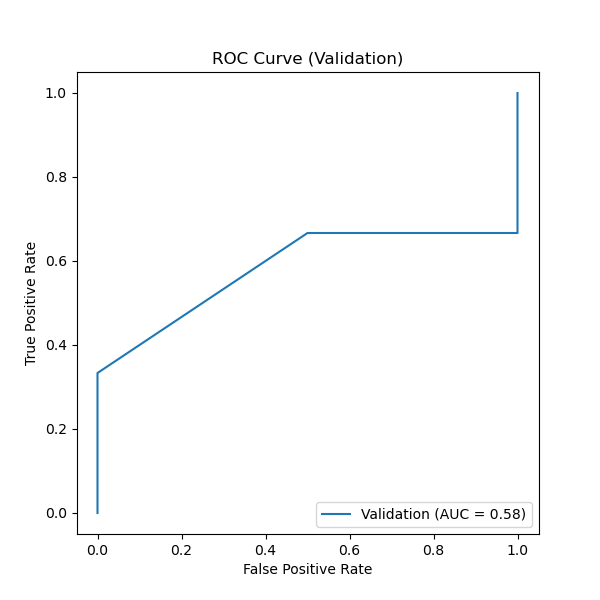 ROC Curve (Validation)
True Positive Rate
1.0
0.8
0.6
0.4
0.2
0.0
Validation (AUC = 0.58)
0.0 0.2 0.4 0.6 0.8 1.0
False Positive Rate